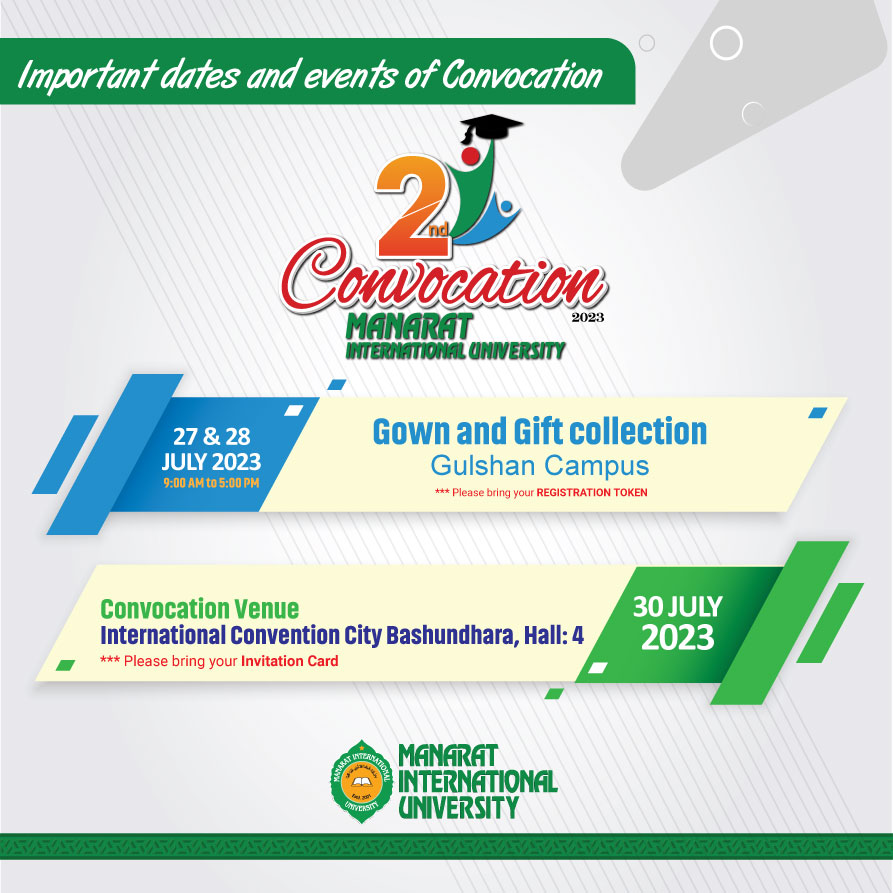 Important dates and events of Convocation
2nd
Convocation
2023
MANARAT
INTERNATIONAL UNIVERSITY
27 & 28
JULY 2023
9:00 AM to 5:00 PM
Gown and Gift collection
Gulshan Campus
*** Please bring your REGISTRATION TOKEN
Convocation Venue
International Convention City Bashundhara, Hall: 4
*** Please bring your Invitation Card
30 JULY
2023
MANARAT INTERNATIONAL
UNIVERSITY
MANARAT
INTERNATIONAL
UNIVERSITY